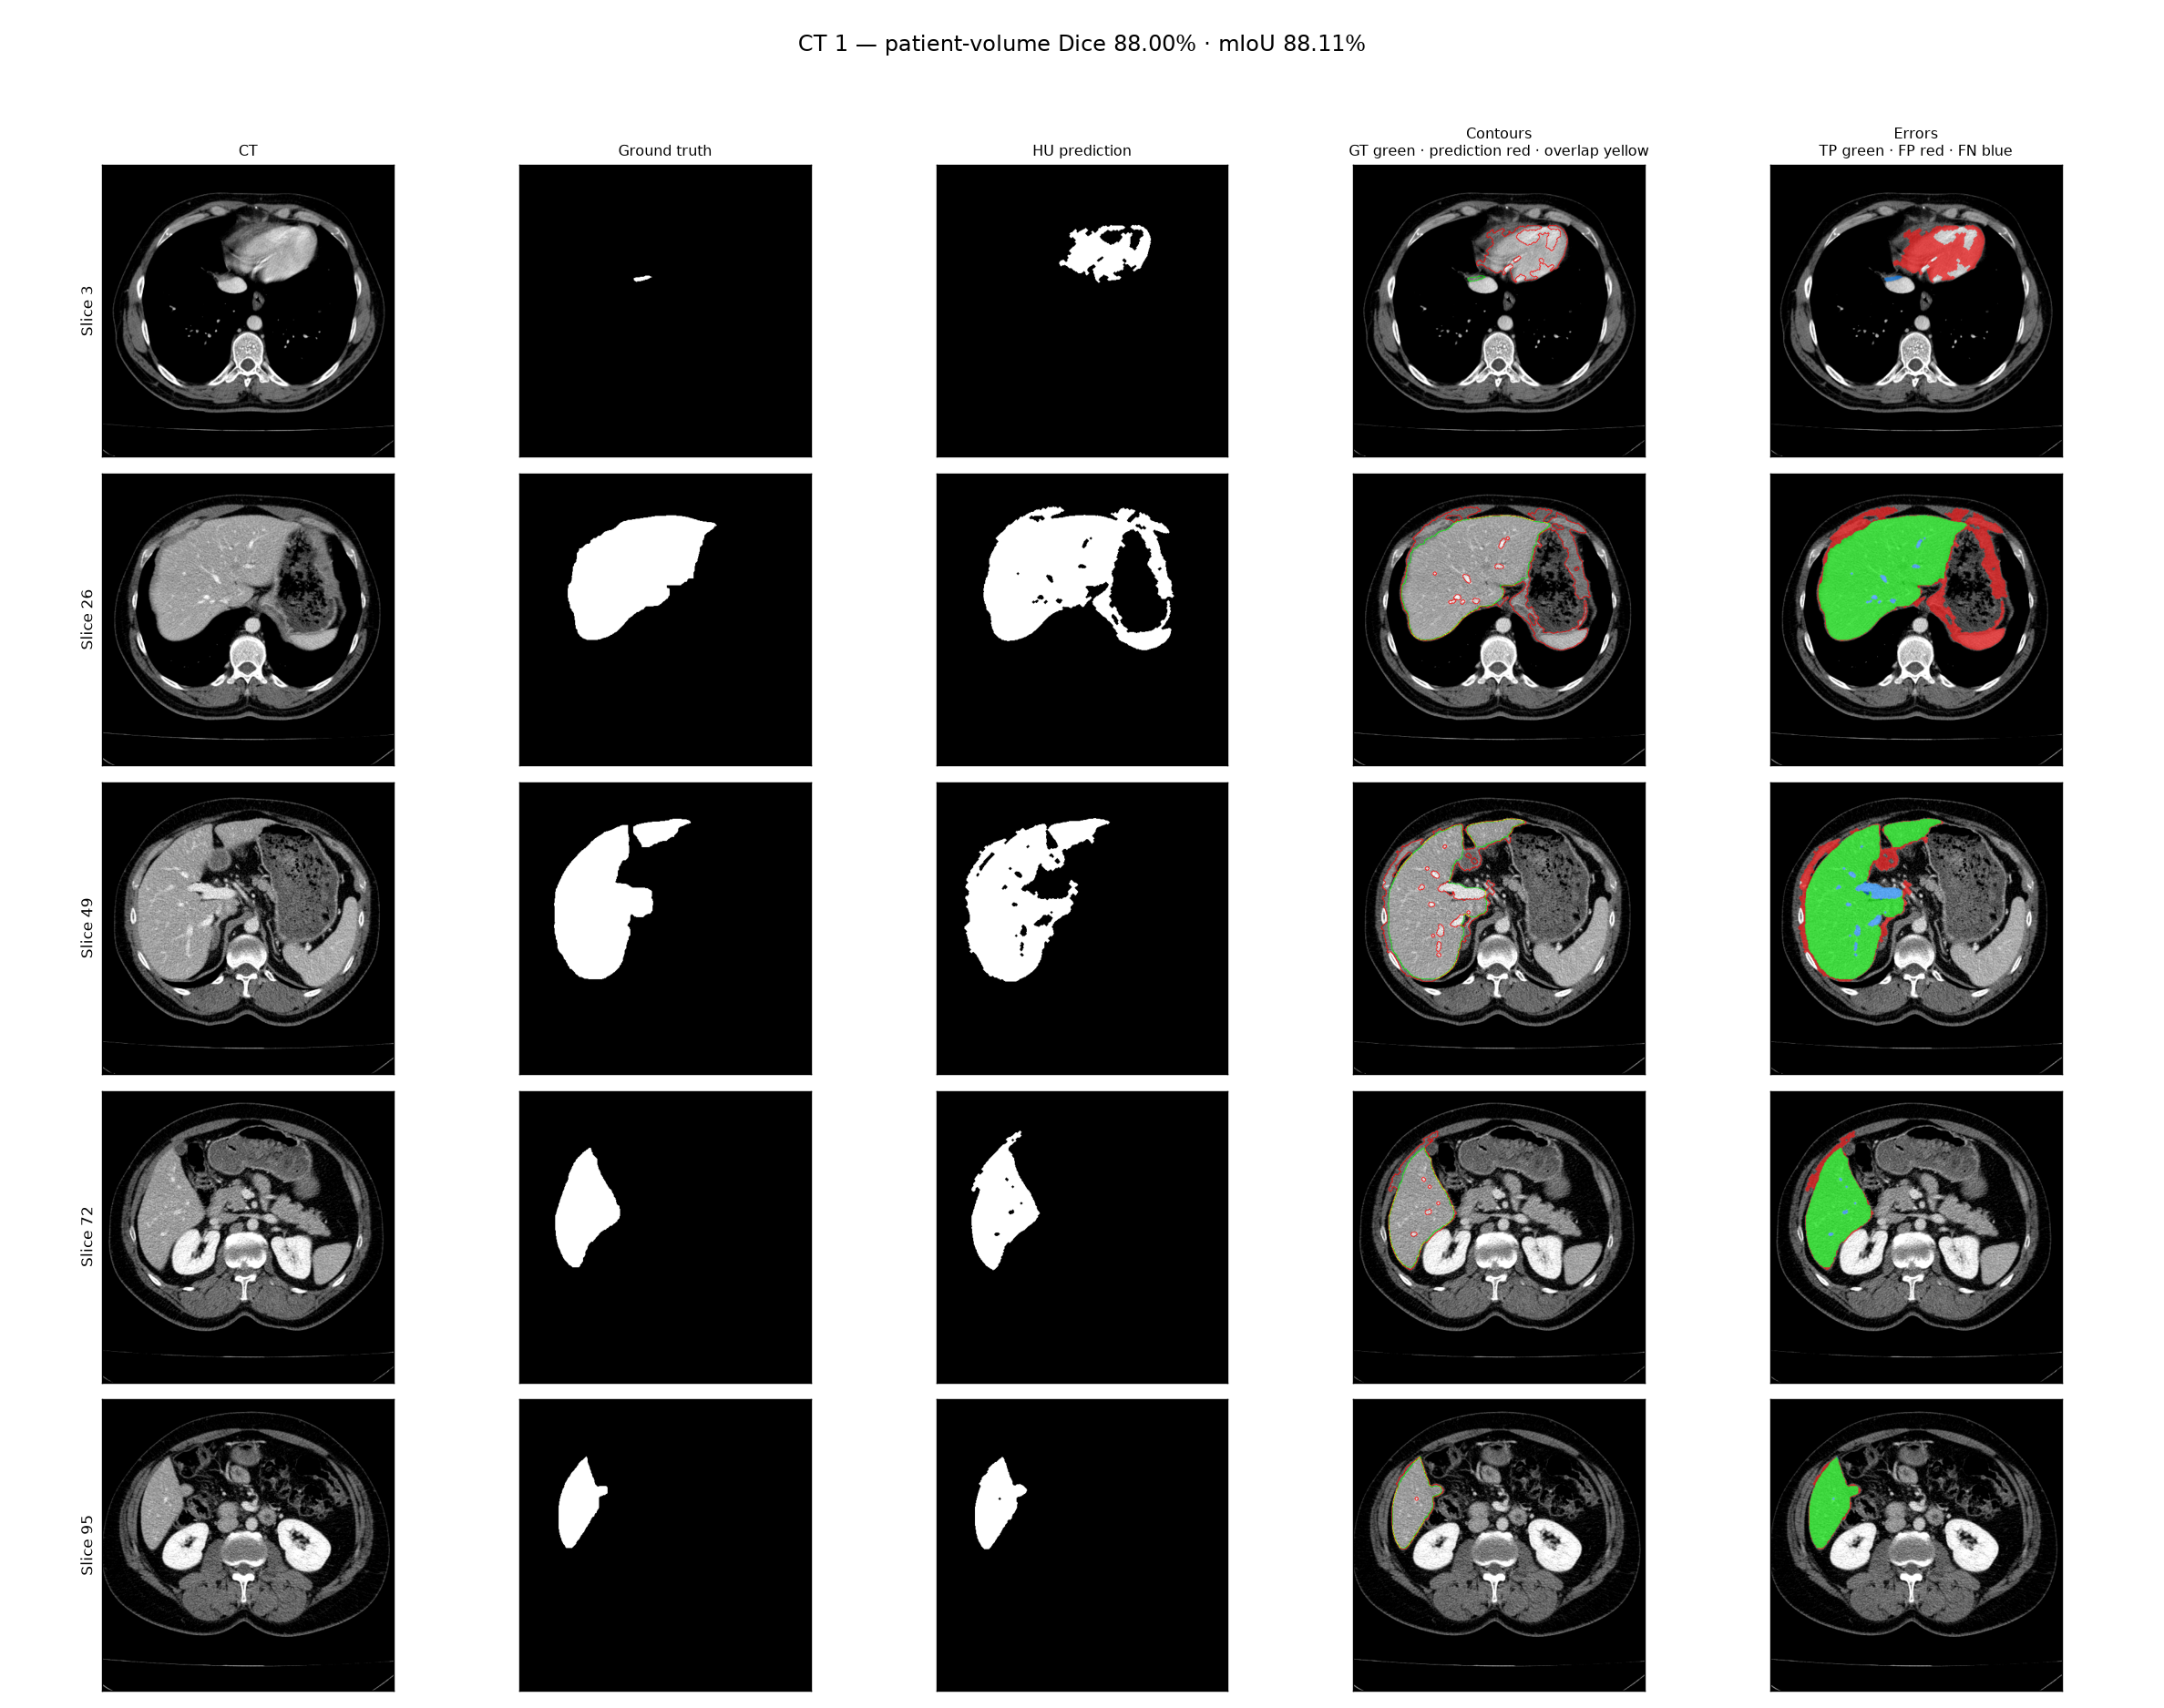 CT 1 — patient-volume Dice 88.00% · mIoU 88.11%
CT
Ground truth
HU prediction
Contours
GT green · prediction red · overlap yellow
Errors
TP green · FP red · FN blue
Slice 3
Slice 26
Slice 49
Slice 72
Slice 95